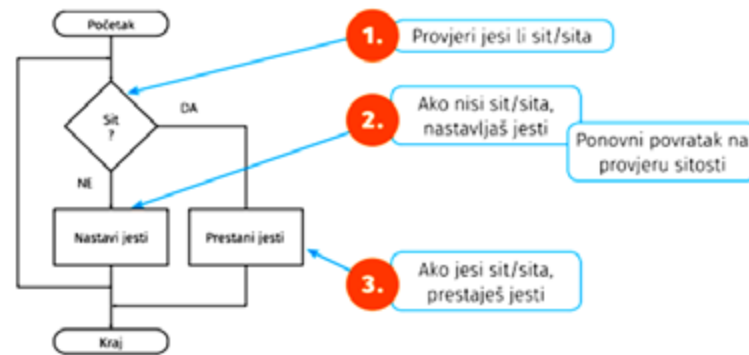 Početak
1.
Provjeri jesi li sit/sita
Sit
?
DA
NE
2.
Ako nisi sit/sita,
nastavljaš jesti
Ponovni povratak na
provjeru sitosti
Nastavi jesti
Prestani jesti
3.
Ako jesi sit/sita,
prestaješ jesti
Kraj